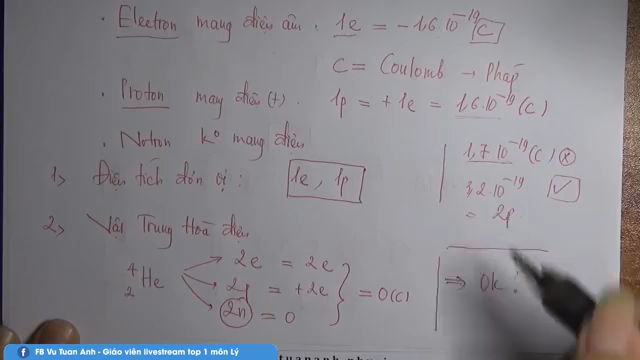 . Electron mang điện âm. 1e = -1,6.10⁻¹⁹ (C)
C = Coulomb → Pháp
. Proton mang điện (+). 1p = +1e = 1,6.10⁻¹⁹ (C)
. Notron k⁰ mang điện
1,7.10⁻¹⁹ (C) ⊗
1, Điện tích đơn vị : 1e, 1p
3,2.10⁻¹⁹ ✓
= 2p
2, Vật Trung Hoà điện
⁴₂He
2e = 2e
2p = +2e
2n = 0
} = 0(C)
⇒ Ok!
FB Vu Tuan Anh - Giáo viên livestream top 1 môn Lý